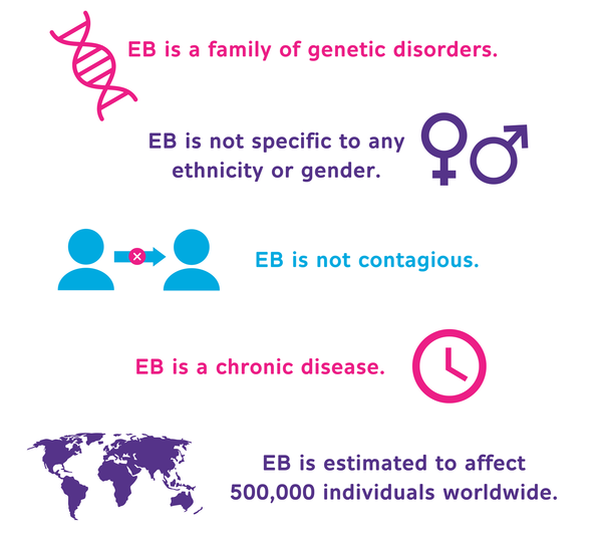 EB is a family of genetic disorders.
EB is not specific to any
ethnicity or gender.
EB is not contagious.
EB is a chronic disease.
EB is estimated to affect
500,000 individuals worldwide.